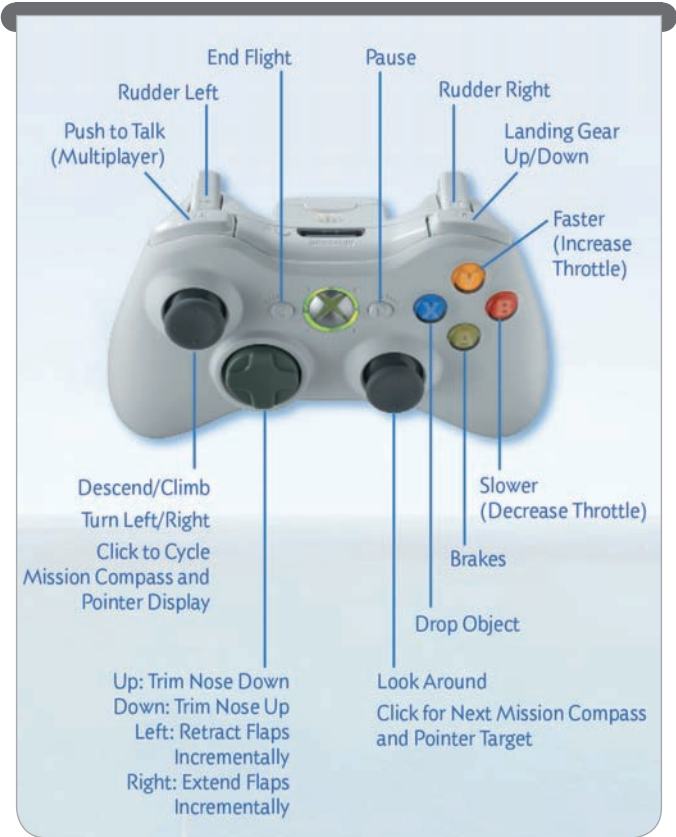 End Flight
Pause
Rudder Left
Rudder Right
Push to Talk
(Multiplayer)
Landing Gear
Up/Down
Faster
(Increase
Throttle)
Y
X
B
A
Descend/Climb
Turn Left/Right
Click to Cycle
Mission Compass and
Pointer Display
Slower
(Decrease Throttle)
Brakes
Drop Object
Up: Trim Nose Down
Down: Trim Nose Up
Left: Retract Flaps
Incrementally
Right: Extend Flaps
Incrementally
Look Around
Click for Next Mission Compass
and Pointer Target